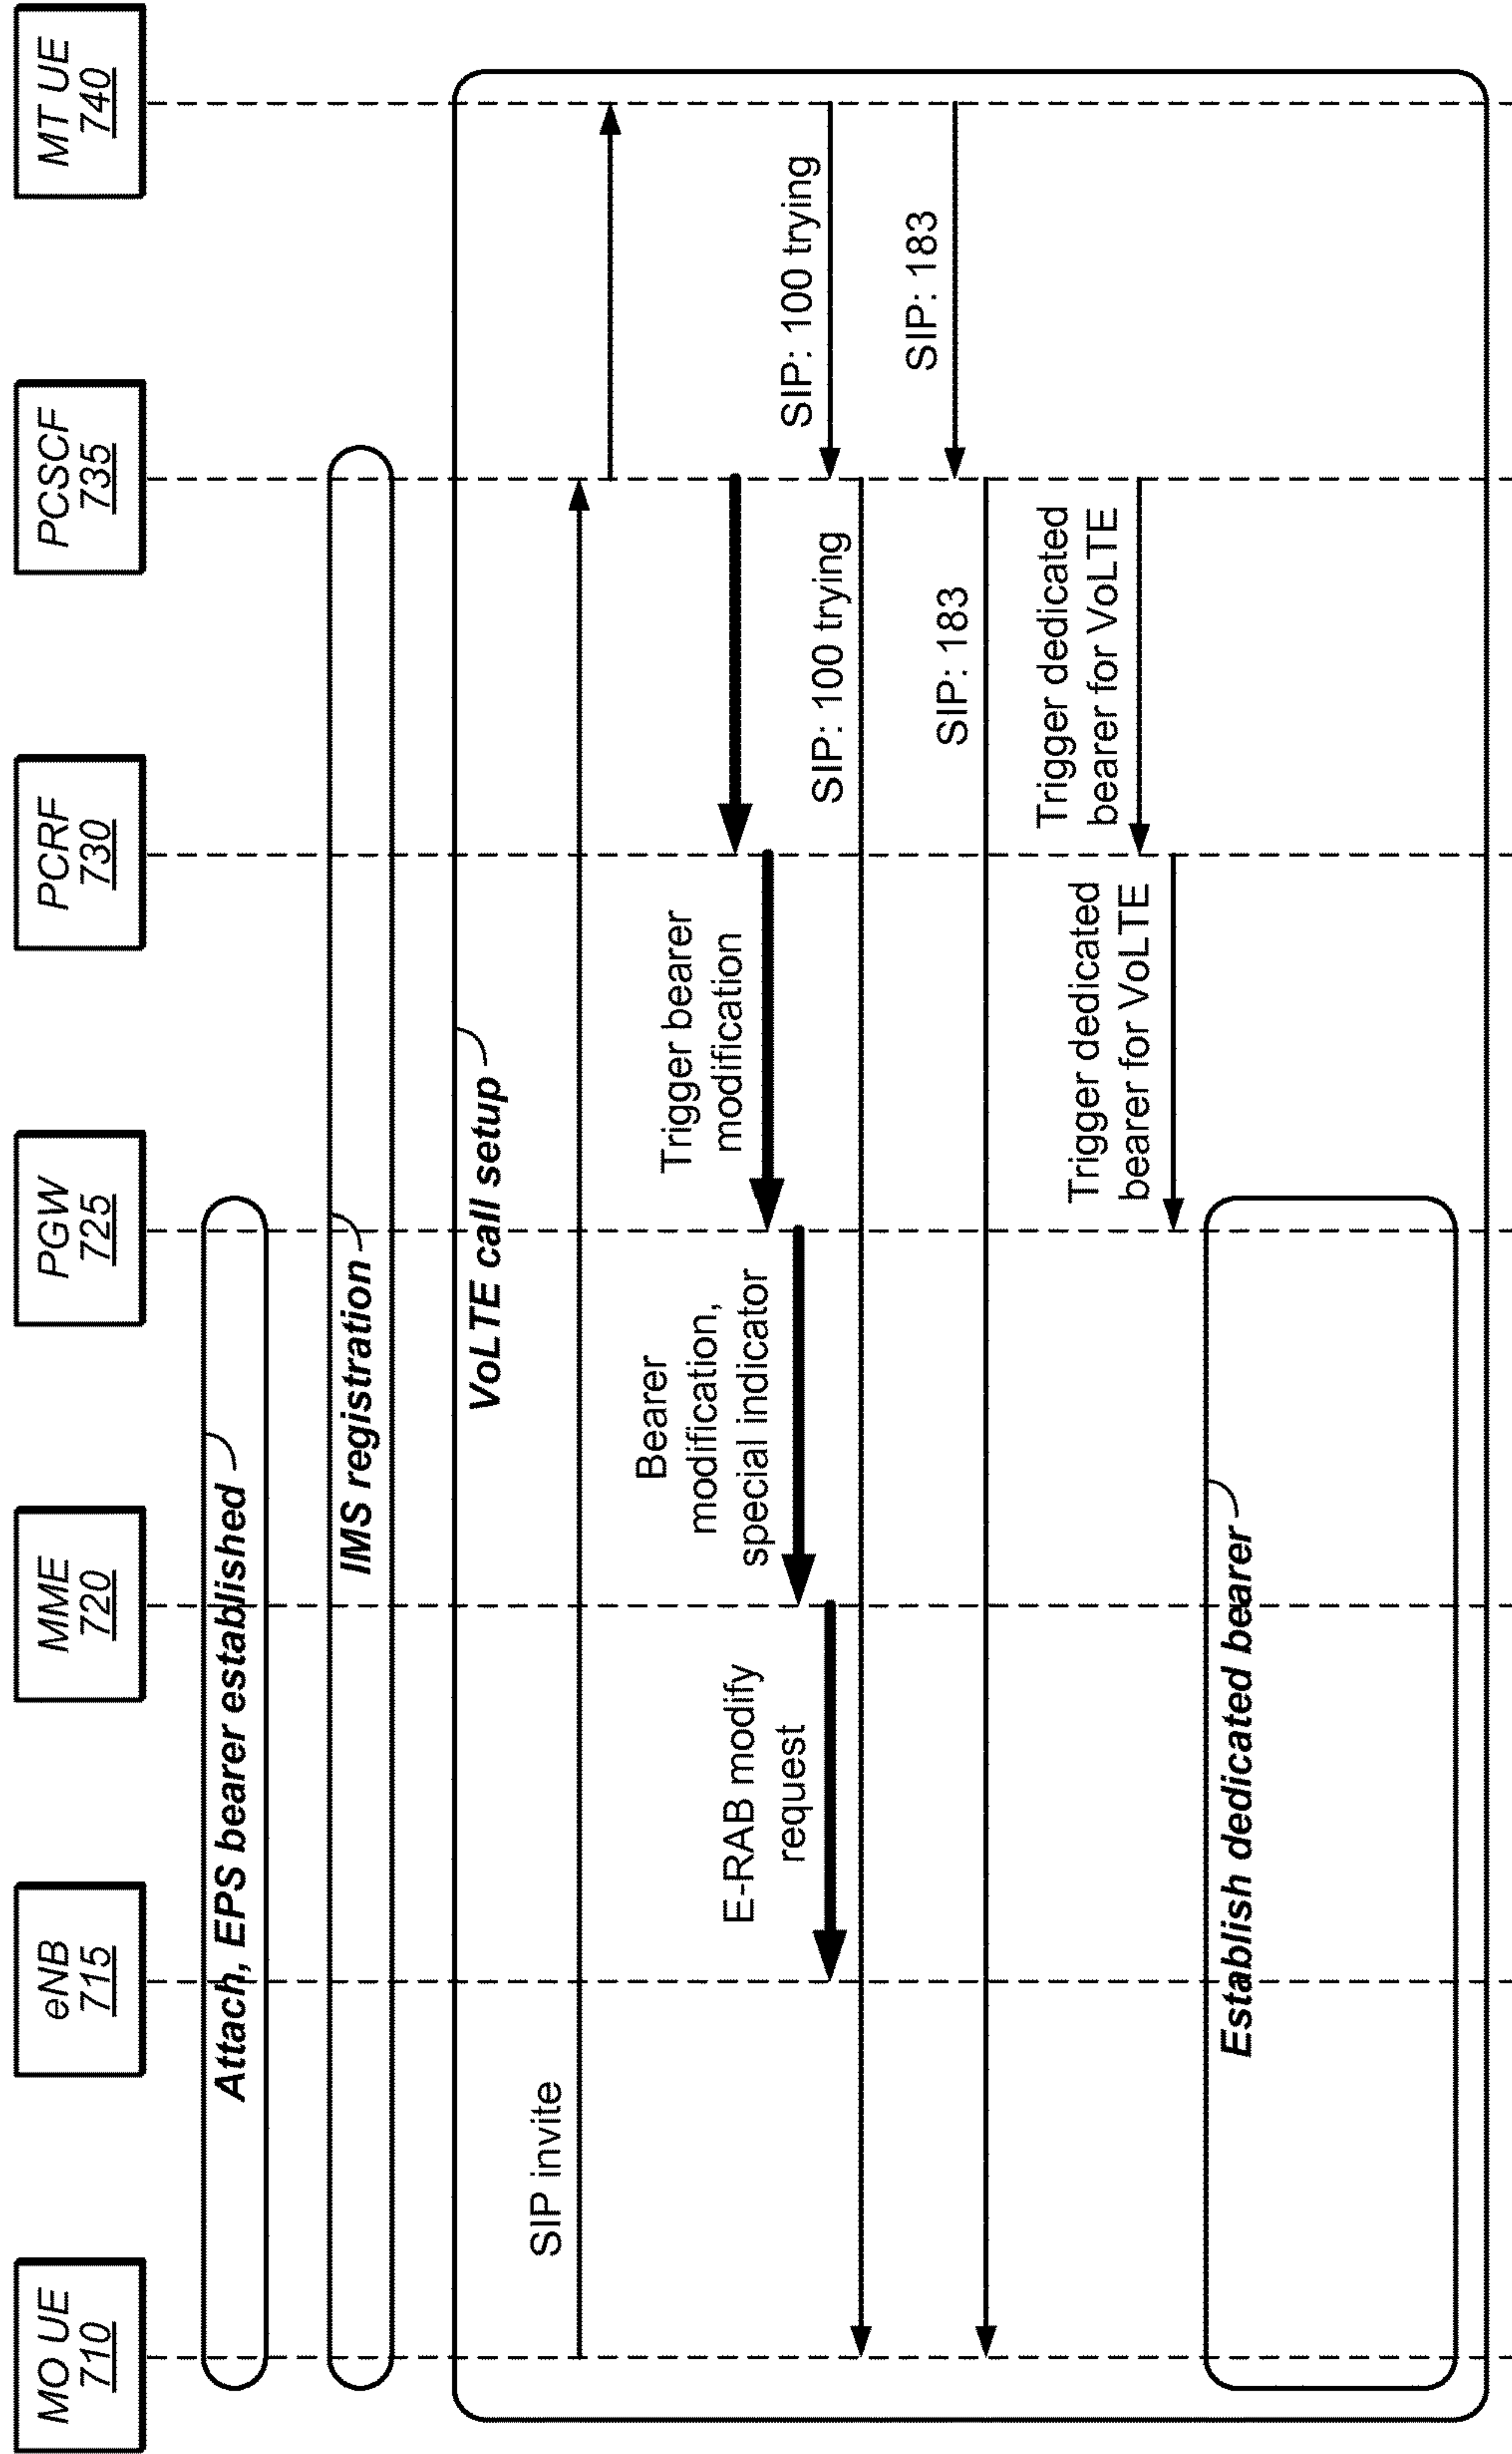 MO UE
710
eNB
715
MME
720
PGW
725
PCRF
730
PCSCF
735
MT UE
740
Attach, EPS bearer established
IMS registration
VoLTE call setup
SIP invite
Trigger bearer
modification
Bearer
modification,
special indicator
E-RAB modify
request
SIP: 100 trying
SIP: 100 trying
SIP: 183
SIP: 183
Trigger dedicated
bearer for VoLTE
Trigger dedicated
bearer for VoLTE
Establish dedicated bearer